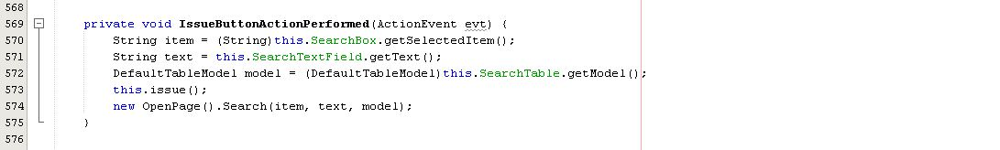 568
569 private void IssueButtonActionPerformed(ActionEvent evt) {
570 String item = (String)this.SearchBox.getSelectedItem();
571 String text = this.SearchTextField.getText();
572 DefaultTableModel model = (DefaultTableModel)this.SearchTable.getModel();
573 this.issue();
574 new OpenPage().Search(item, text, model);
575 }
576